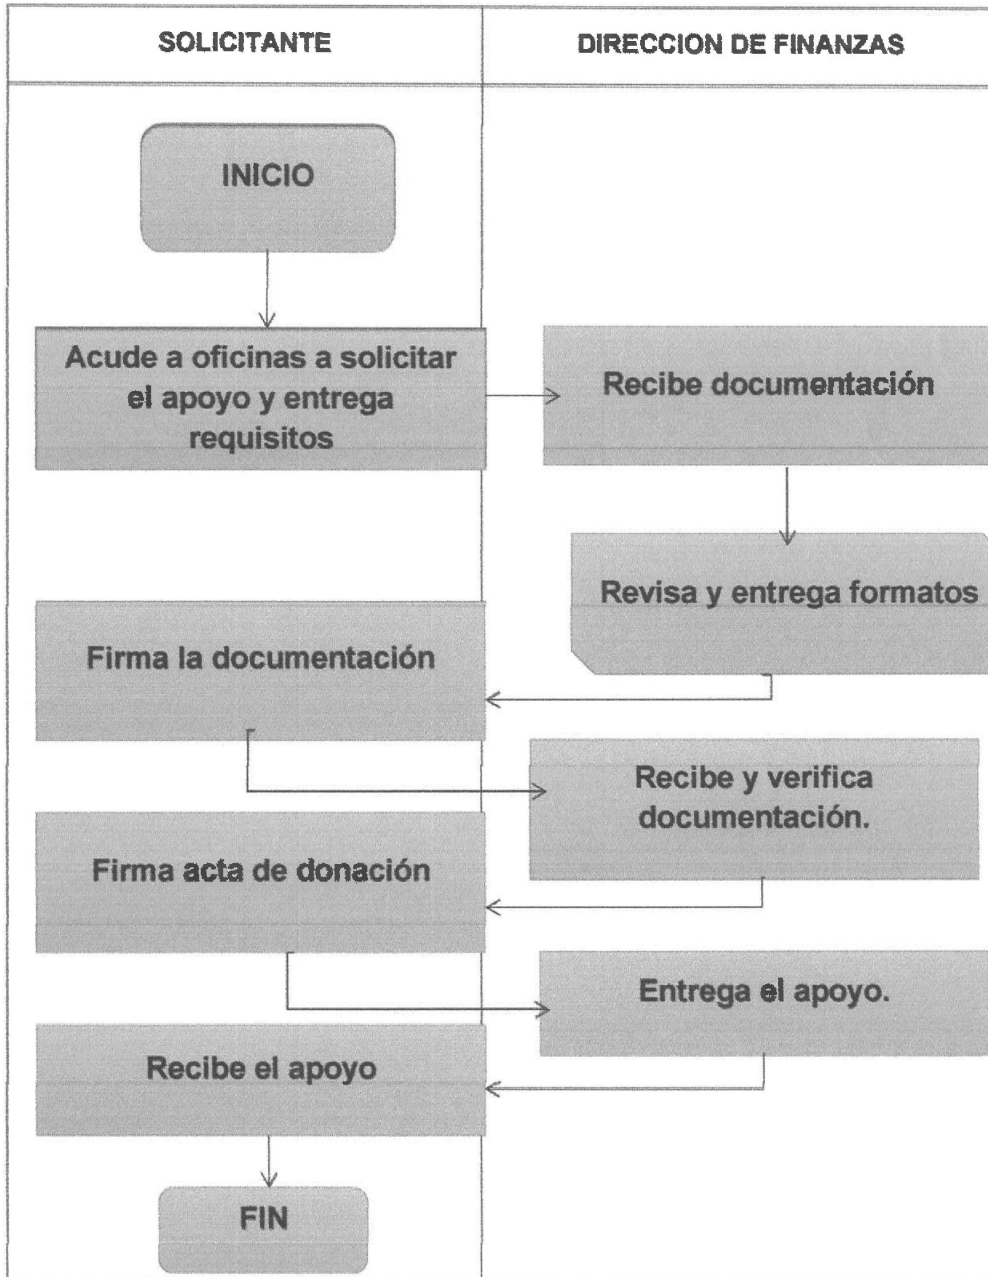 SOLICITANTE
DIRECCION DE FINANZAS
INICIO
Acude a oficinas a solicitar
el apoyo y entrega
requisitos
Recibe documentación
Revisa y entrega formatos
Firma la documentación
Recibe y verifica
documentación.
Firma acta de donación
Entrega el apoyo.
Recibe el apoyo
FIN